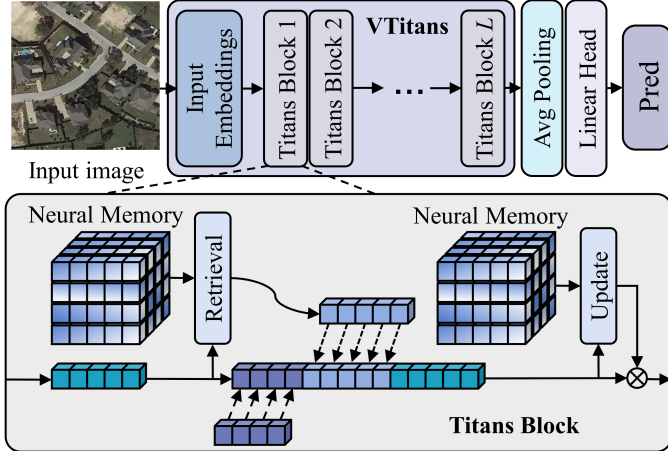 VTitans
Input
Embeddings
Titans Block 1
Titans Block 2
...
Titans Block L
Avg Pooling
Linear Head
Pred
Input image
Neural Memory
Retrieval
Neural Memory
Update
Titans Block